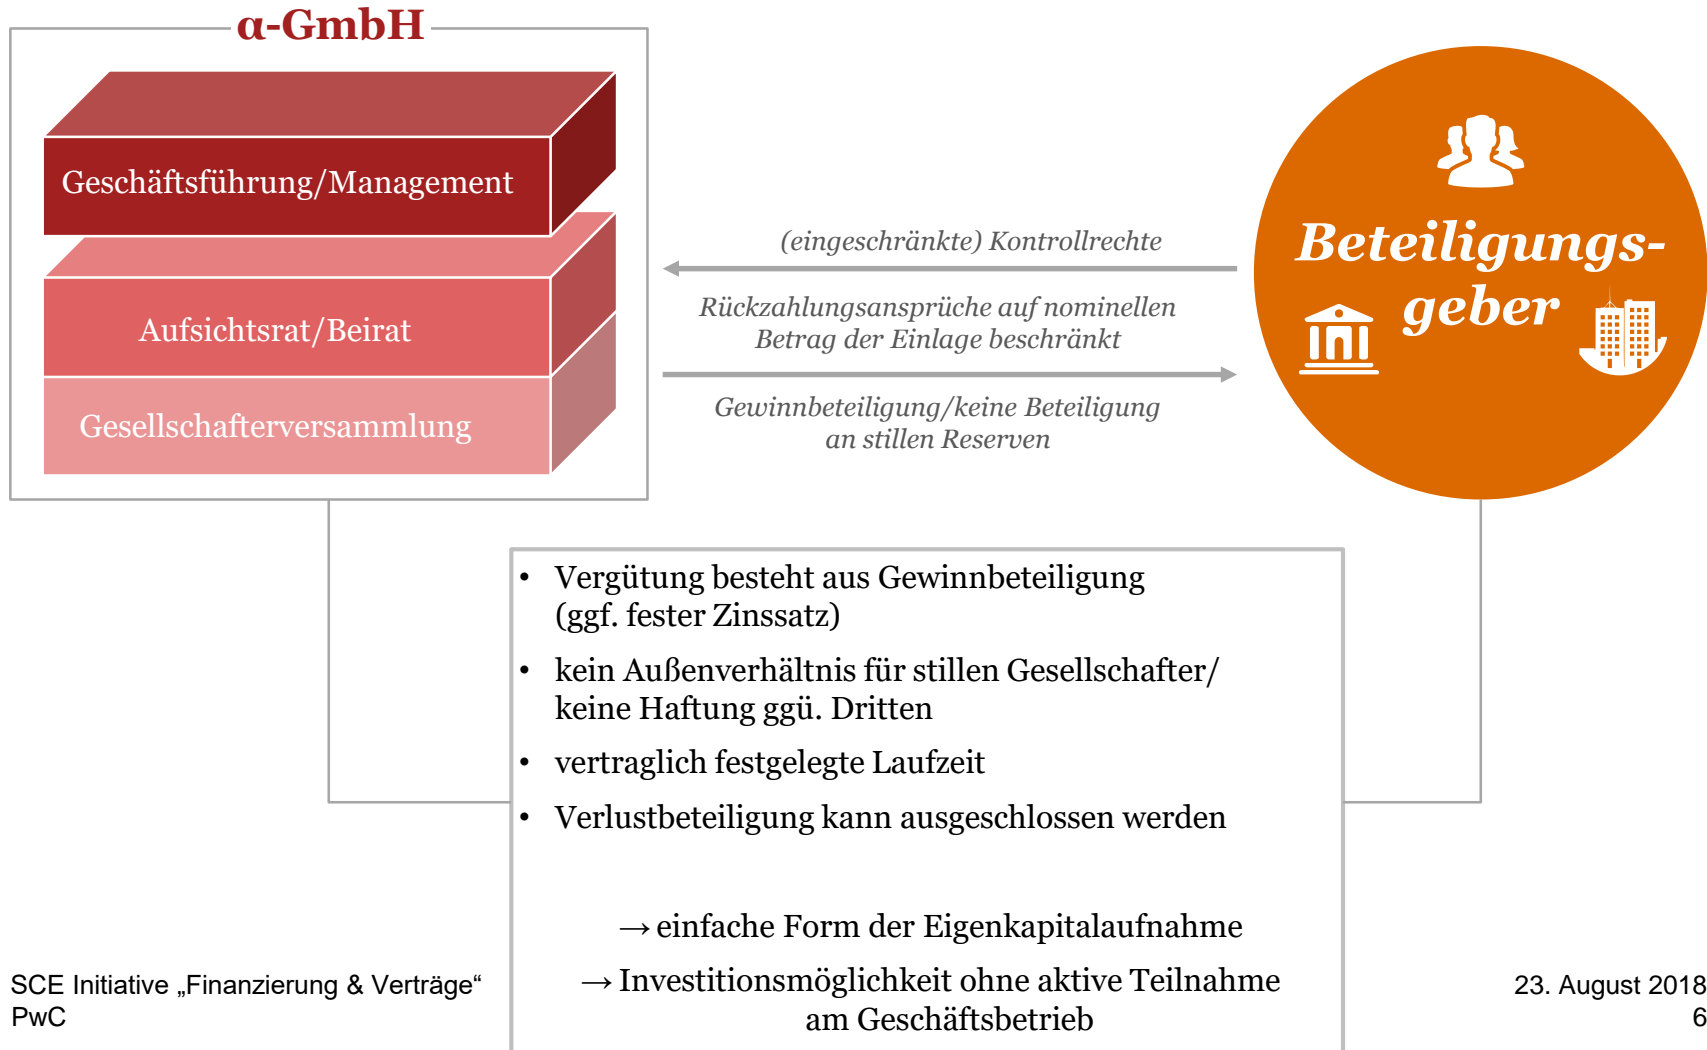 α-GmbH
Geschäftsführung/Management
Aufsichtsrat/Beirat
Gesellschafterversammlung
(eingeschränkte) Kontrollrechte
Rückzahlungsansprüche auf nominellen
Betrag der Einlage beschränkt
Gewinnbeteiligung/keine Beteiligung
an stillen Reserven
Beteiligungs-
geber
• Vergütung besteht aus Gewinnbeteiligung
(ggf. fester Zinssatz)
• kein Außenverhältnis für stillen Gesellschafter/
keine Haftung ggü. Dritten
• vertraglich festgelegte Laufzeit
• Verlustbeteiligung kann ausgeschlossen werden
→ einfache Form der Eigenkapitalaufnahme
→ Investitionsmöglichkeit ohne aktive Teilnahme
am Geschäftsbetrieb
SCE Initiative „Finanzierung & Verträge“
PwC
23. August 2018
6